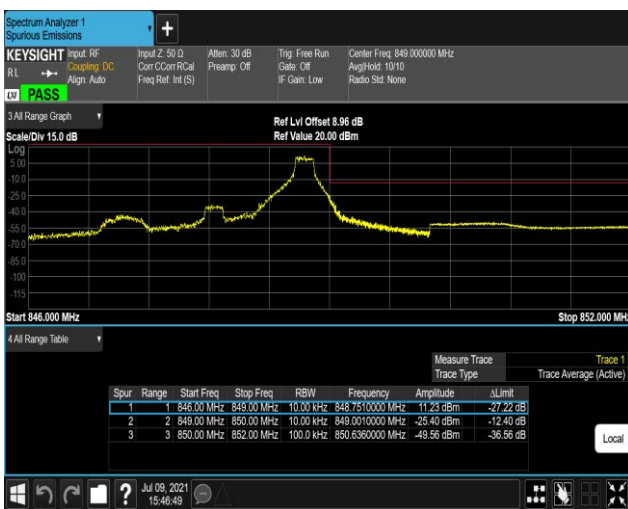 Spectrum Analyzer 1
Spurious Emissions
KEYSIGHT Input: RF Input Z: 50 Ω Atten: 30 dB Trig: Free Run Center Freq: 849.000000 MHz
R L Coupling: DC Corr CCorr RCal Preamp: Off Gate: Off Avg|Hold: 10/10
Align: Auto Freq Ref: Int (S) IF Gain: Low Radio Std: None
LXI PASS
3 All Range Graph
Ref Lvl Offset 8.96 dB
Scale/Div 15.0 dB Ref Value 20.00 dBm
Log
5.00
-10.0
-25.0
-40.0
-55.0
-70.0
-85.0
-100
-115
Start 846.000 MHz Stop 852.000 MHz
4 All Range Table
Measure Trace Trace 1
Trace Type Trace Average (Active)
Spur Range Start Freq Stop Freq RBW Frequency Amplitude ΔLimit
1 1 846.00 MHz 849.00 MHz 10.00 kHz 848.7510000 MHz 11.23 dBm -27.22 dB
2 2 849.00 MHz 850.00 MHz 10.00 kHz 849.0010000 MHz -25.40 dBm -12.40 dB
3 3 850.00 MHz 852.00 MHz 100.0 kHz 850.6360000 MHz -49.56 dBm -36.56 dB
Local
Jul 09, 2021
15:46:49